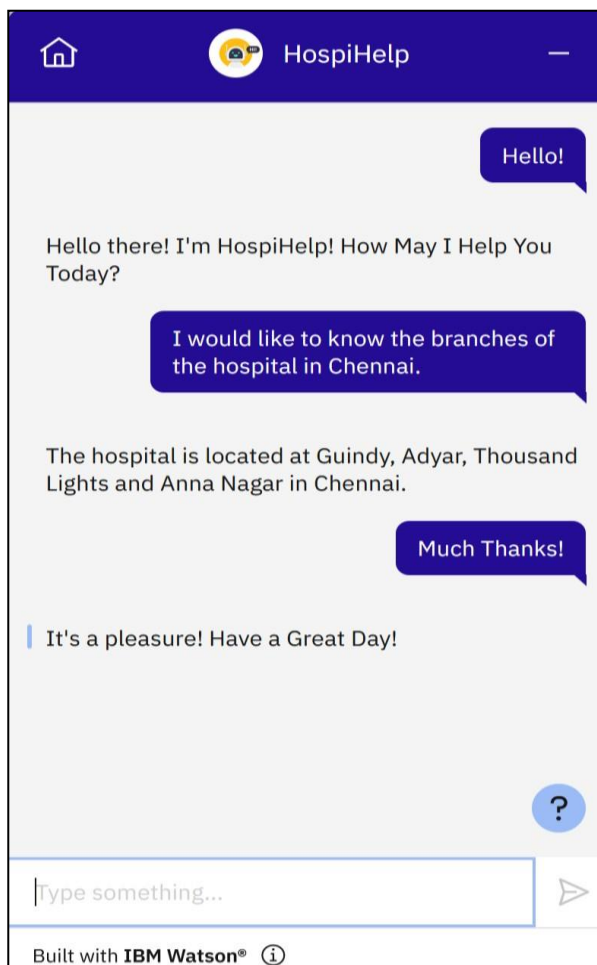 HospiHelp
Hello!
Hello there! I'm HospiHelp! How May I Help You
Today?
I would like to know the branches of
the hospital in Chennai.
The hospital is located at Guindy, Adyar, Thousand
Lights and Anna Nagar in Chennai.
Much Thanks!
It's a pleasure! Have a Great Day!
?
Type something...
Built with IBM Watson®